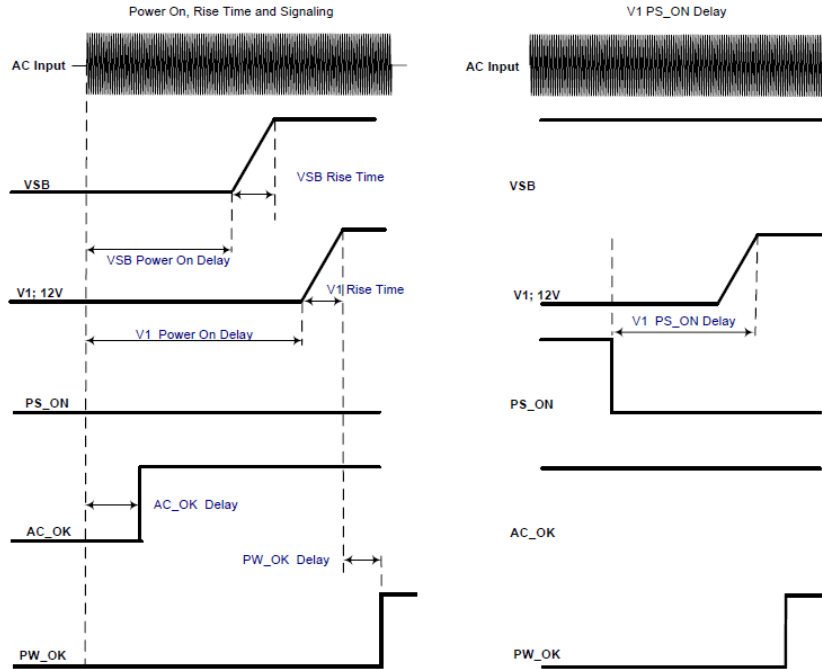 Power On, Rise Time and Signaling
AC Input
VSB Rise Time
VSB
VSB Power On Delay
V1 Rise Time
V1; 12V
V1 Power On Delay
PS_ON
AC_OK Delay
AC_OK
PW_OK Delay
PW_OK
V1 PS_ON Delay
AC Input
VSB
V1; 12V
V1 PS_ON Delay
PS_ON
AC_OK
PW_OK